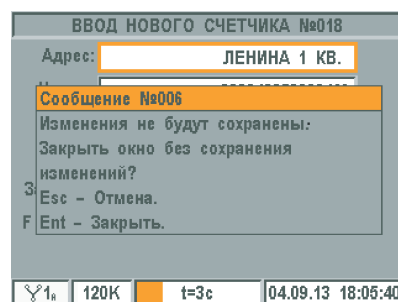 ВВОД НОВОГО СЧЕТЧИКА №018
Адрес: ЛЕНИНА 1 КВ.
Сообщение №006
Изменения не будут сохранены.
Закрыть окно без сохранения
изменений?
Esc – Отмена.
F Ent – Закрыть.
120K t=3c 04.09.13 18:05:40